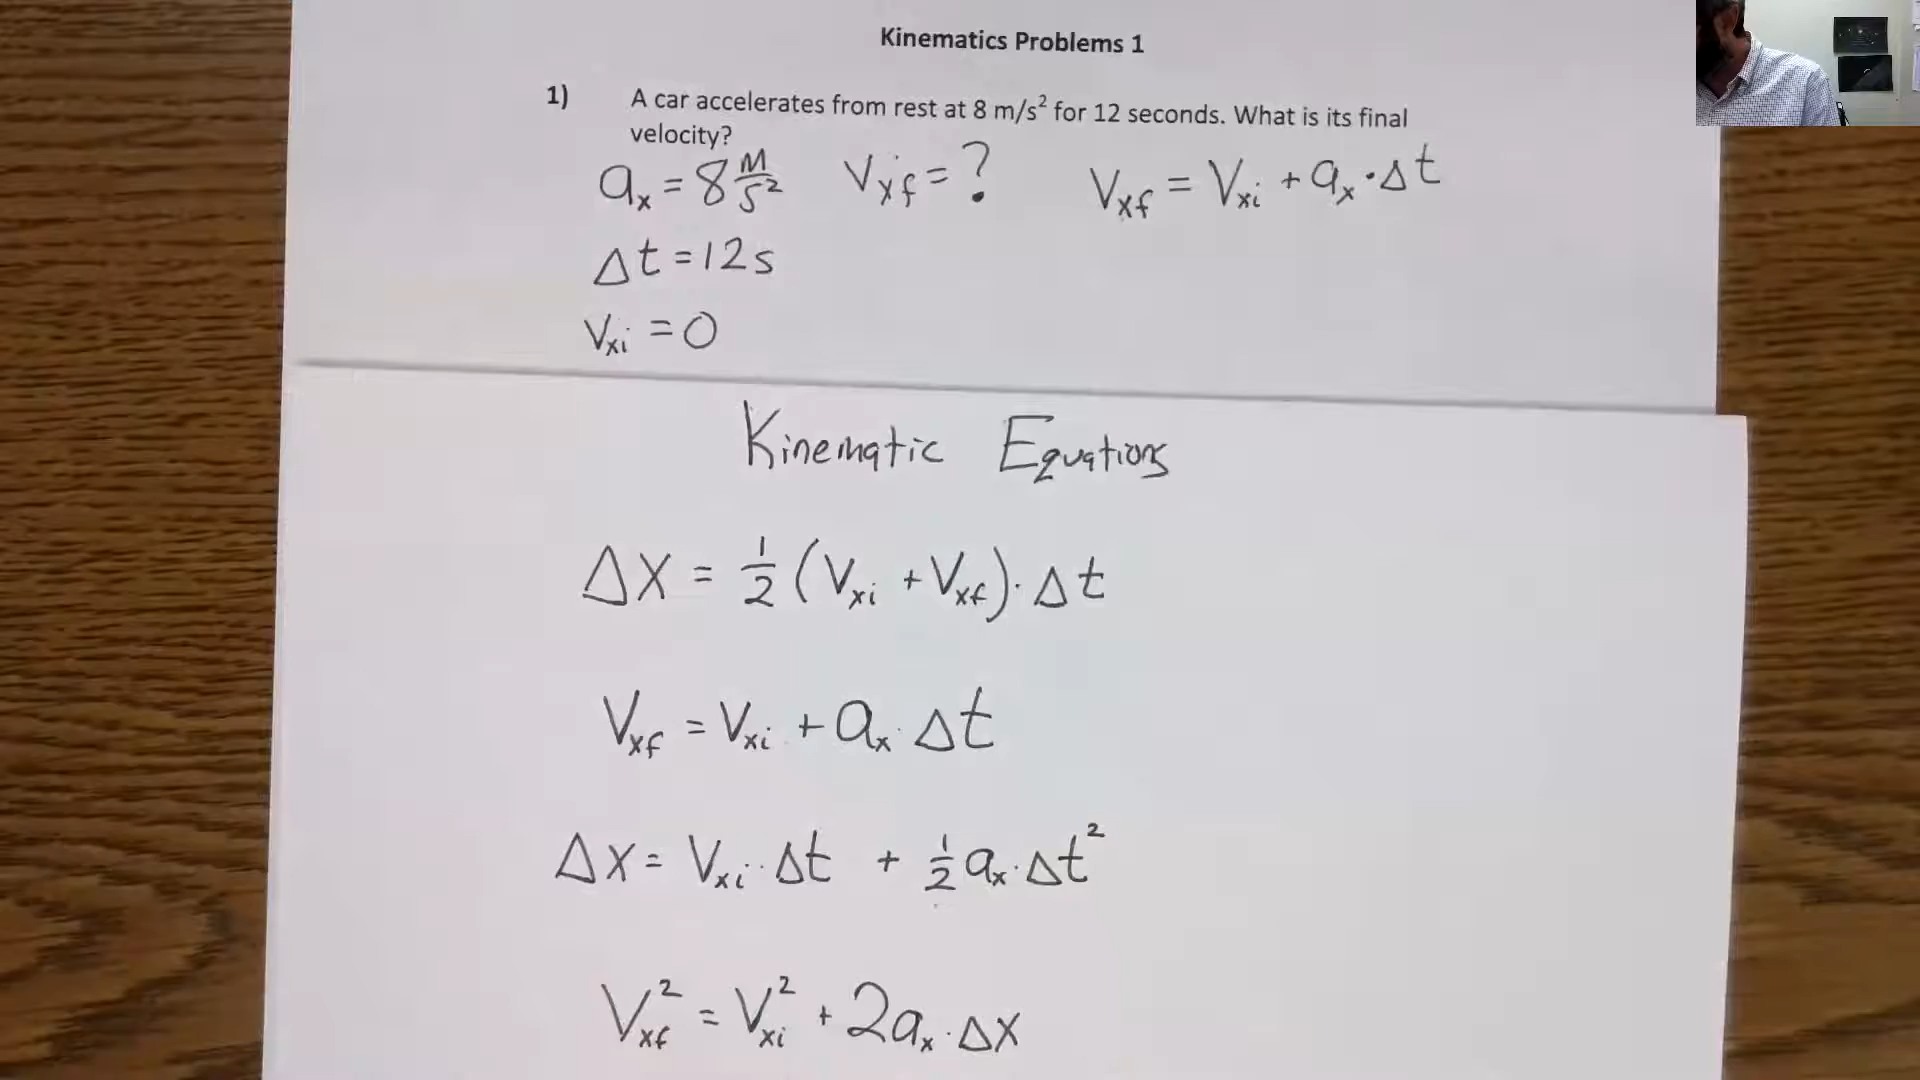 Kinematics Problems 1
1) A car accelerates from rest at 8 m/s² for 12 seconds. What is its final
velocity?
aₓ = 8 M/S² Vxf = ? Vxf = Vxi + aₓ · Δt
Δt = 12s
Vxi = 0
Kinematic Equations
ΔX = ½ (Vxi + Vxf) · Δt
Vxf = Vxi + aₓ · Δt
ΔX = Vxi · Δt + ½ aₓ · Δt²
Vxf² = Vxi² + 2aₓ · ΔX